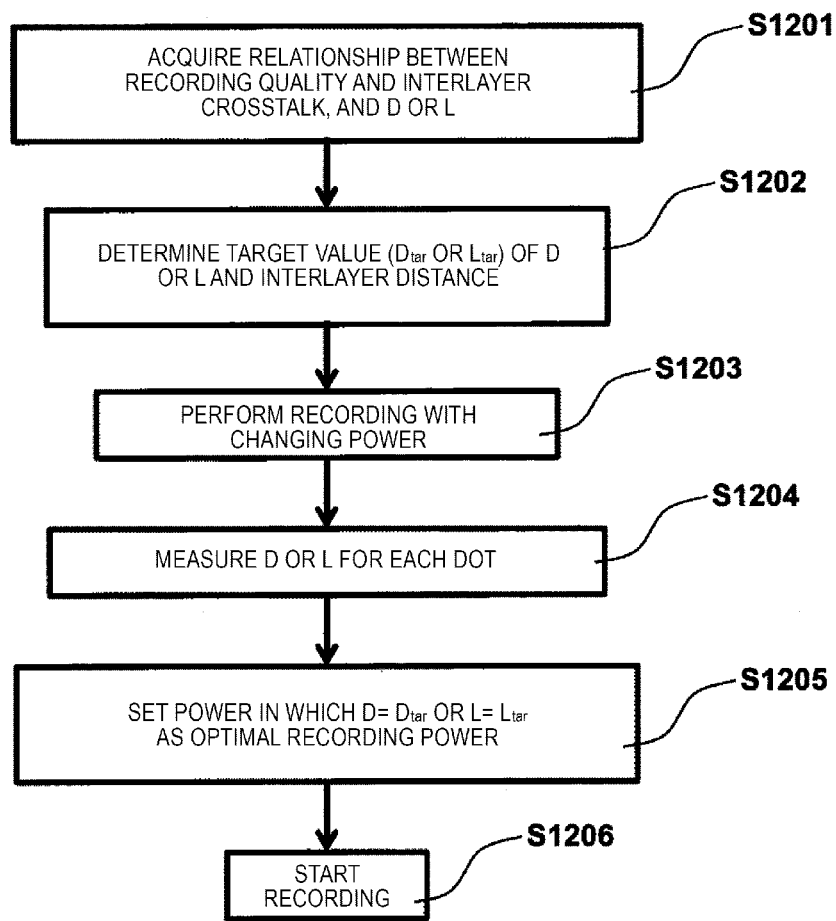 S1201
ACQUIRE RELATIONSHIP BETWEEN
RECORDING QUALITY AND INTERLAYER
CROSSTALK, AND D OR L
S1202
DETERMINE TARGET VALUE (Dtar OR Ltar) OF D
OR L AND INTERLAYER DISTANCE
S1203
PERFORM RECORDING WITH
CHANGING POWER
S1204
MEASURE D OR L FOR EACH DOT
S1205
SET POWER IN WHICH D= Dtar OR L= Ltar
AS OPTIMAL RECORDING POWER
S1206
START
RECORDING